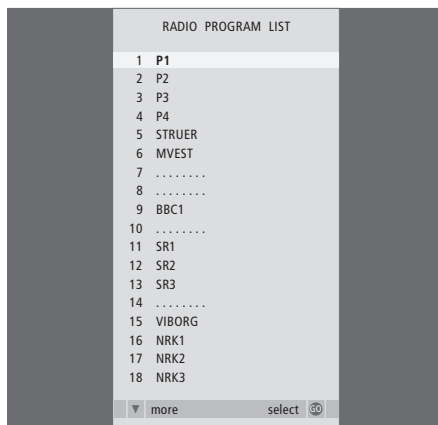 RADIO PROGRAM LIST
1 P1
2 P2
3 P3
4 P4
5 STRUER
6 MVEST
7 . . . . . . . .
8 . . . . . . . .
9 BBC1
10 . . . . . . . .
11 SR1
12 SR2
13 SR3
14 . . . . . . . .
15 VIBORG
16 NRK1
17 NRK2
18 NRK3
▼ more select GO